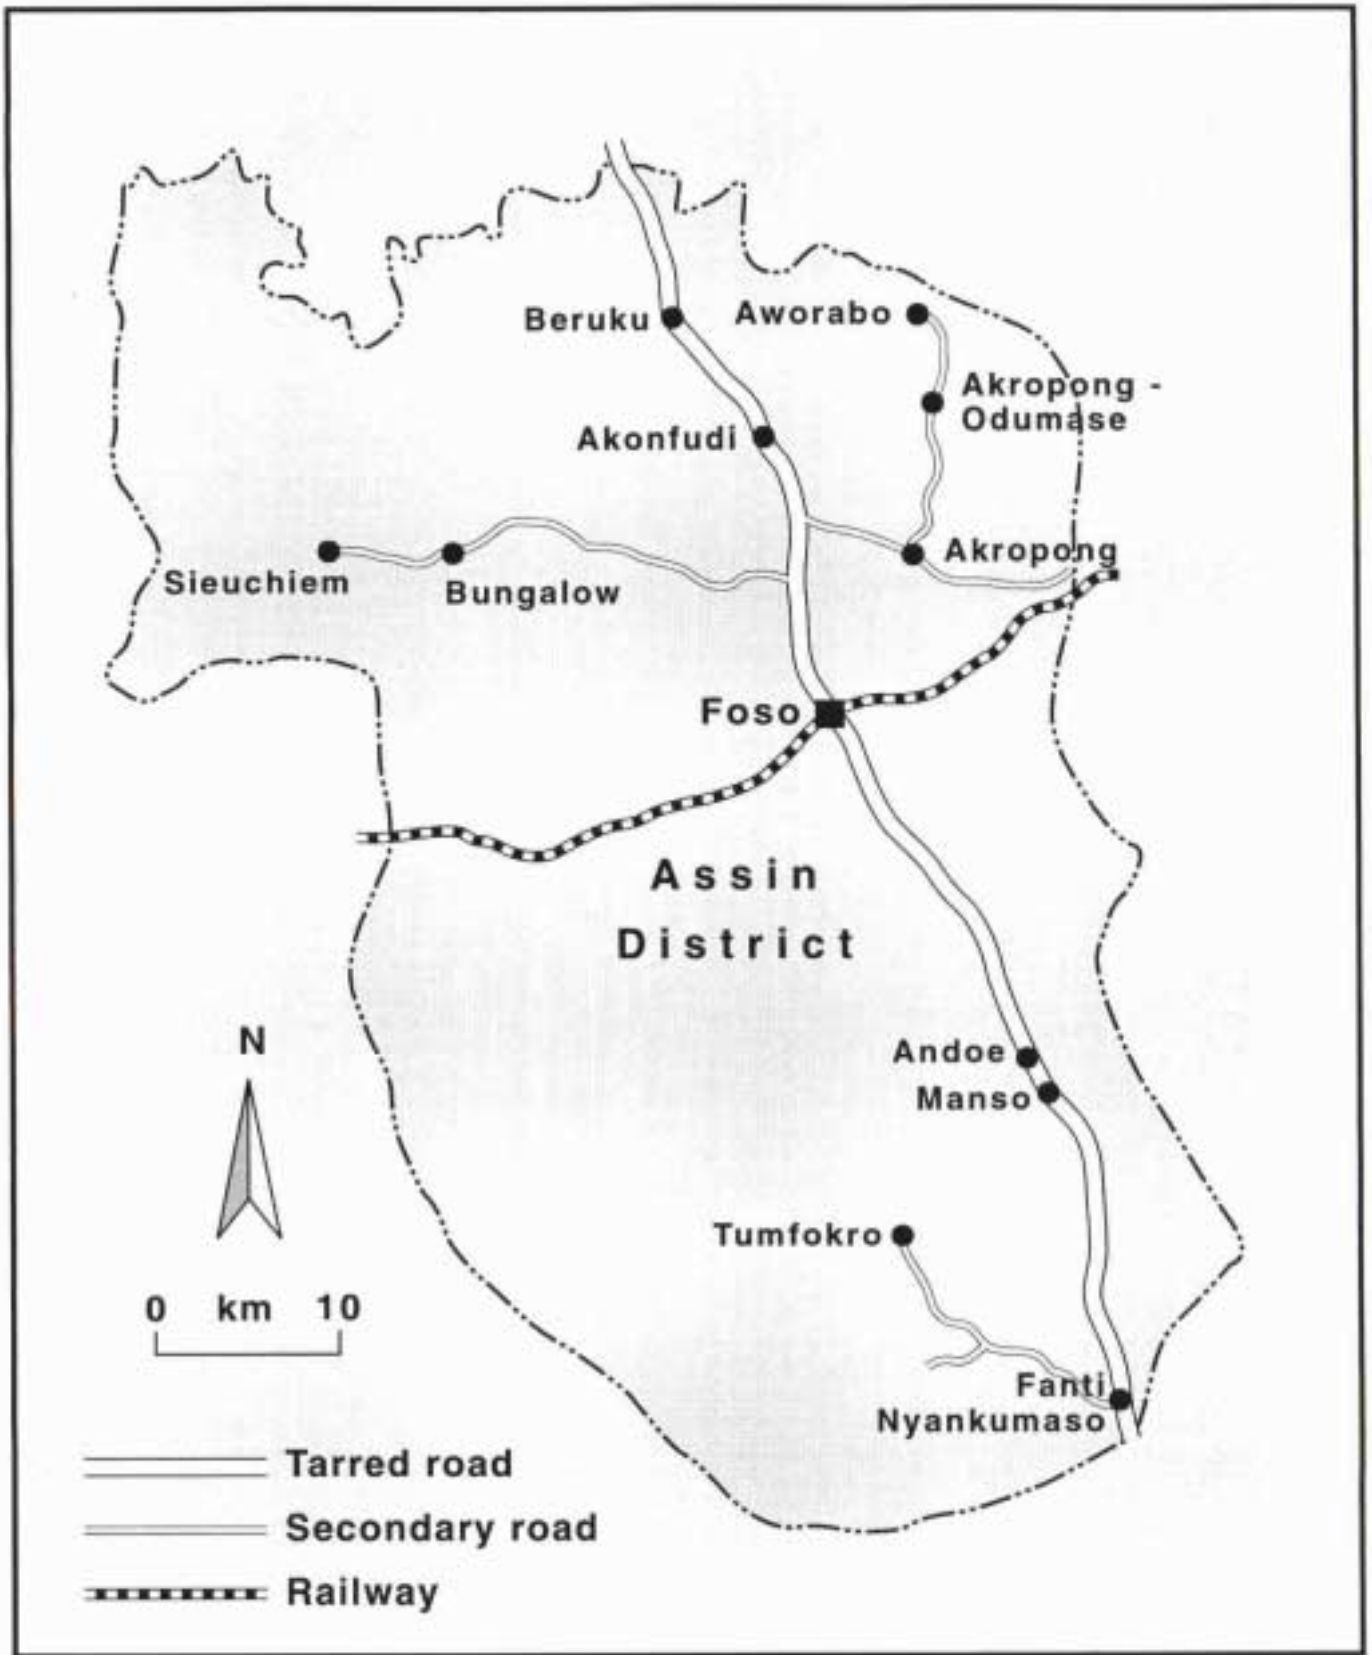 Beruku
Aworabo
Akropong -
Odumase
Akonfudi
Akropong
Sieuchiem
Bungalow
Foso
Assin
District
N
Andoe
Manso
Tumfokro
0 km 10
Fanti
Nyankumaso
Tarred road
Secondary road
Railway